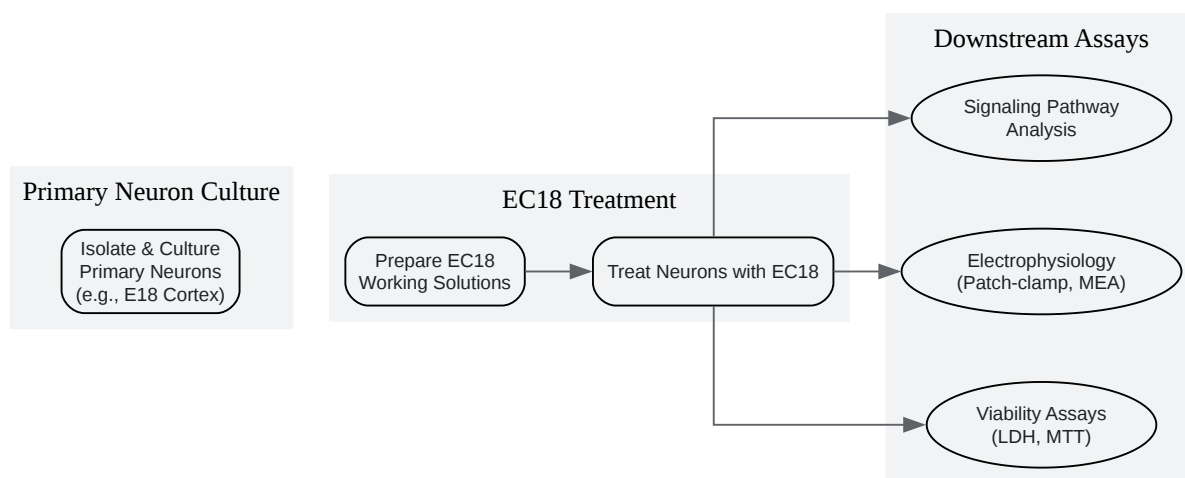 Primary Neuron Culture
Isolate & Culture
Primary Neurons
(e.g., E18 Cortex)
EC18 Treatment
Prepare EC18
Working Solutions
Treat Neurons with EC18
Downstream Assays
Signaling Pathway
Analysis
Electrophysiology
(Patch-clamp, MEA)
Viability Assays
(LDH, MTT)